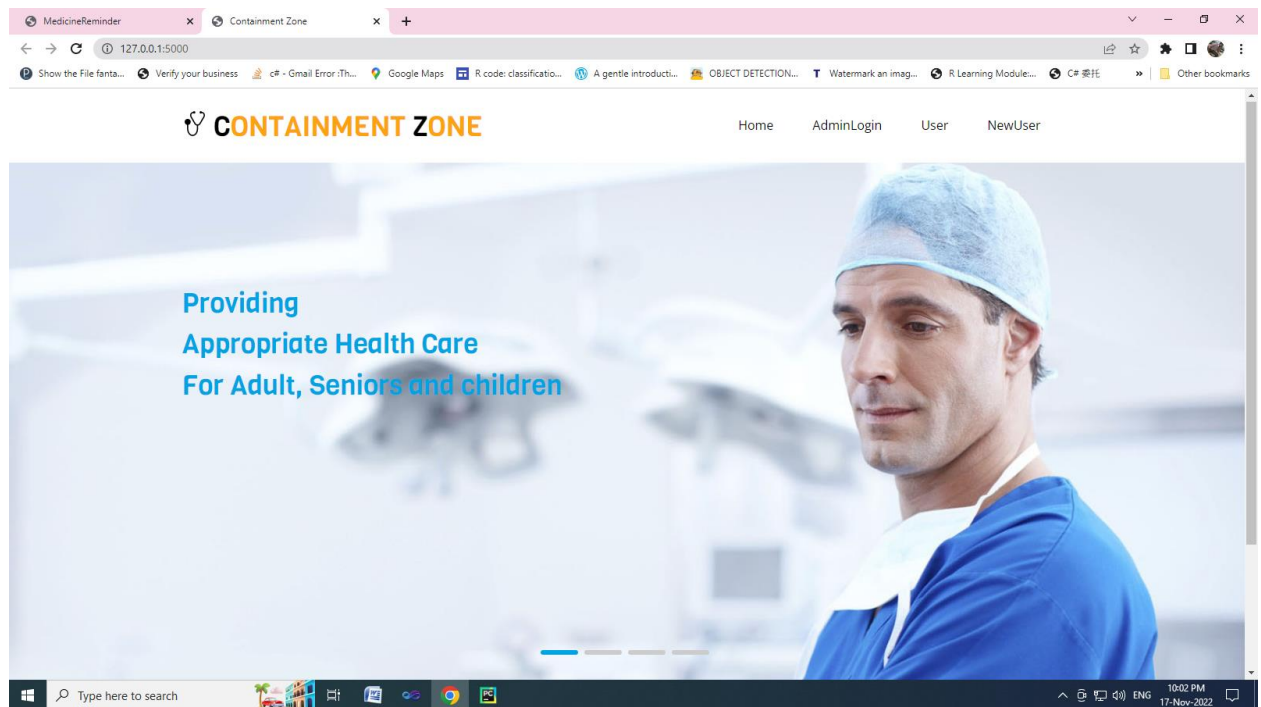 MedicineReminder
Containment Zone
127.0.0.1:5000
Show the File fanta... Verify your business c# - Gmail Error :Th... Google Maps R code: classificatio... A gentle introducti... OBJECT DETECTION... Watermark an imag... R Learning Module:... C# 委托 » Other bookmarks
CONTAINMENT ZONE
Home AdminLogin User NewUser
Providing
Appropriate Health Care
For Adult, Seniors and children
Type here to search
ENG
10:02 PM
17-Nov-2022